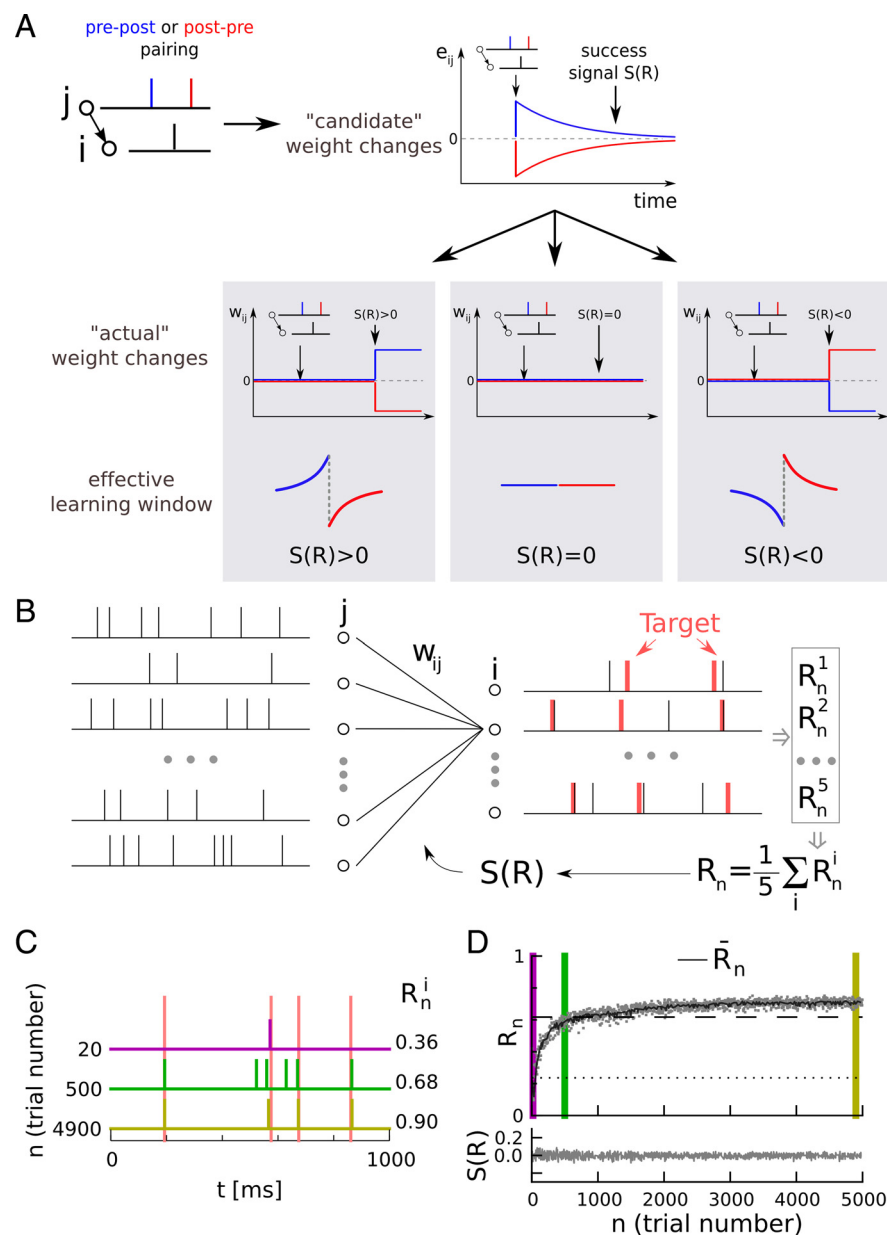 A
pre-post or post-pre
pairing
j
i
"candidate"
weight changes
e_ij
0
time
success
signal S(R)
"actual"
weight changes
w_ij
S(R)>0
0
w_ij
S(R)=0
0
w_ij
S(R)<0
0
effective
learning window
S(R)>0
S(R)=0
S(R)<0
B
j
w_ij
i
Target
R_n^1
R_n^2
R_n^5
S(R)
R_n = 1/5 ∑_i R_n^i
C
R_n^i
n (trial number)
20
0.36
500
0.68
4900
0.90
0
1000
t [ms]
D
R̄_n
R_n
1
0
S(R)
0.2
0.0
0
1000
2000
3000
4000
5000
n (trial number)